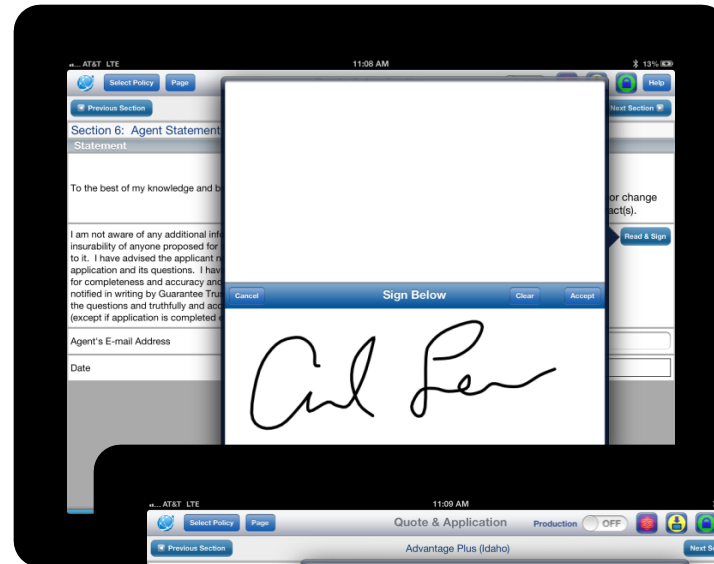 AT&T LTE 11:08 AM 13%
Select Policy Page Help
Previous Section Next Section
Section 6: Agent Statement
Statement
To the best of my knowledge and b
or change
act(s).
I am not aware of any additional info
insurability of anyone proposed for
to it. I have advised the applicant n
application and its questions. I hav
for completeness and accuracy and
notified in writing by Guarantee Trus
the questions and truthfully and acc
(except if application is completed e
Read & Sign
Cancel Sign Below Clear Accept
Agent's E-mail Address
Date
AT&T LTE 11:09 AM
Select Policy Page Quote & Application Production OFF
Previous Section Advantage Plus (Idaho) Next Se